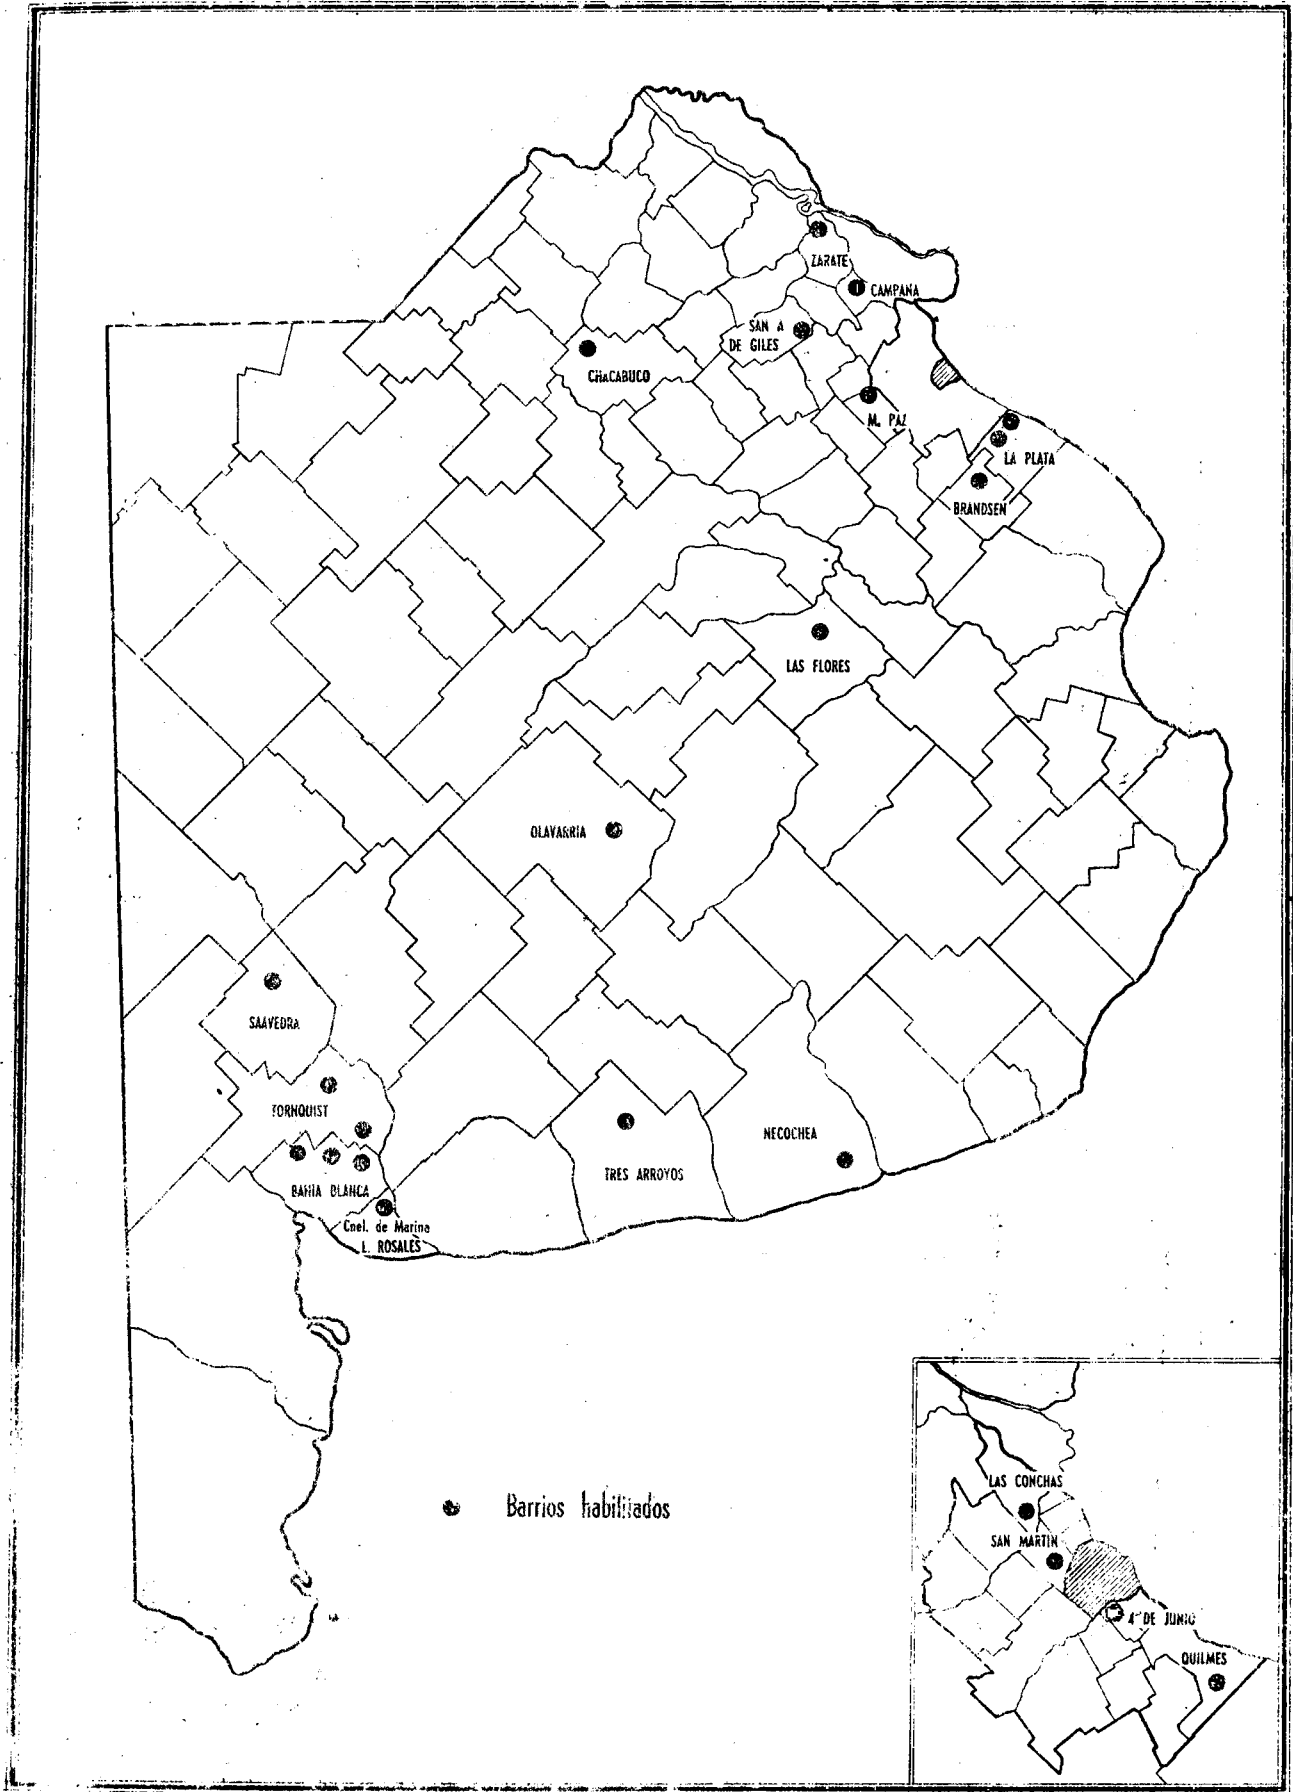 ZARATE
CAMPANA
SAN A
DE GILES
CHACABUCO
M. PAZ
LA PLATA
BRANDSEN
LAS FLORES
OLAVARRIA
SAAVEDRA
TORNQUIST
NECOCHEA
TRES ARROYOS
BAHIA BLANCA
Cnel. de Marina
L. ROSALES
Barrios habilitados
LAS CONCHAS
SAN MARTIN
4 DE JUNIO
QUILMES